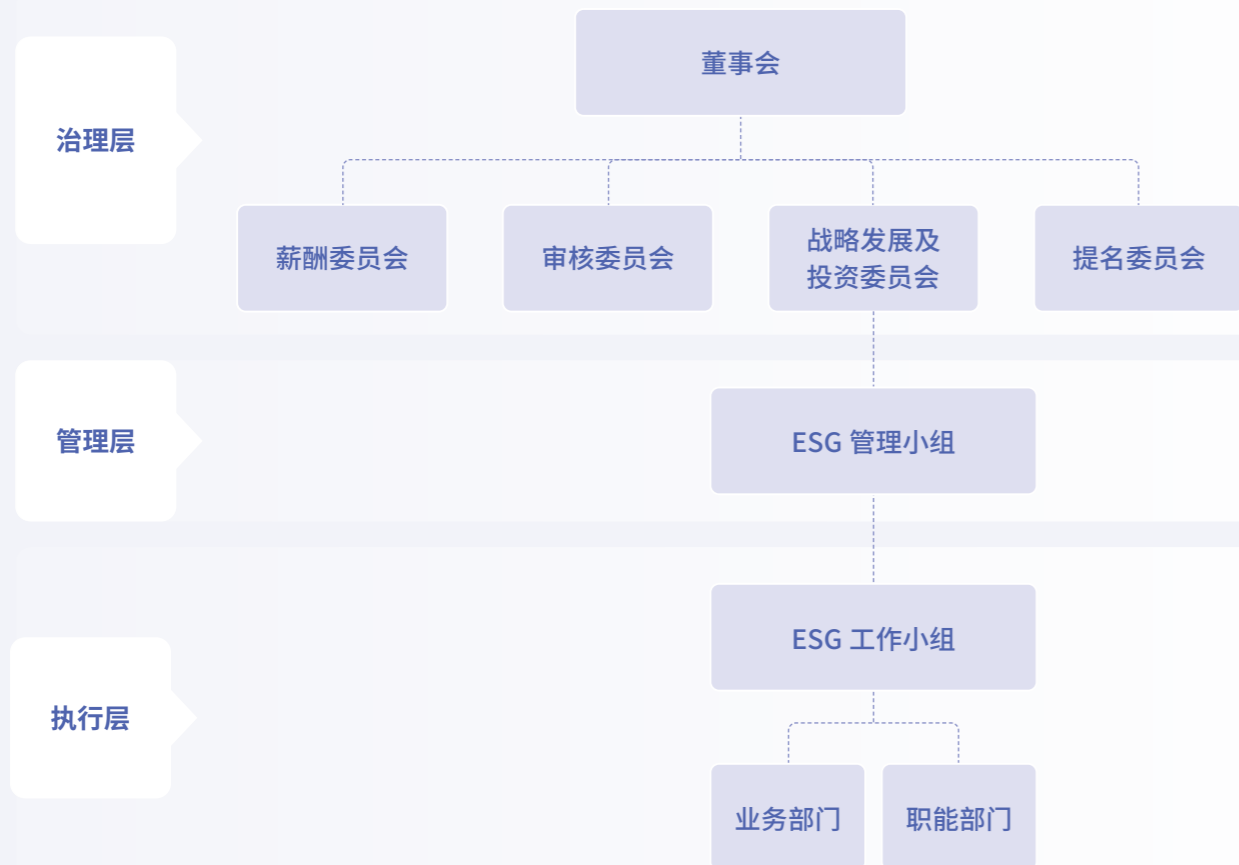 董事会
治理层
薪酬委员会
审核委员会
战略发展及
投资委员会
提名委员会
管理层
ESG 管理小组
ESG 工作小组
执行层
业务部门
职能部门